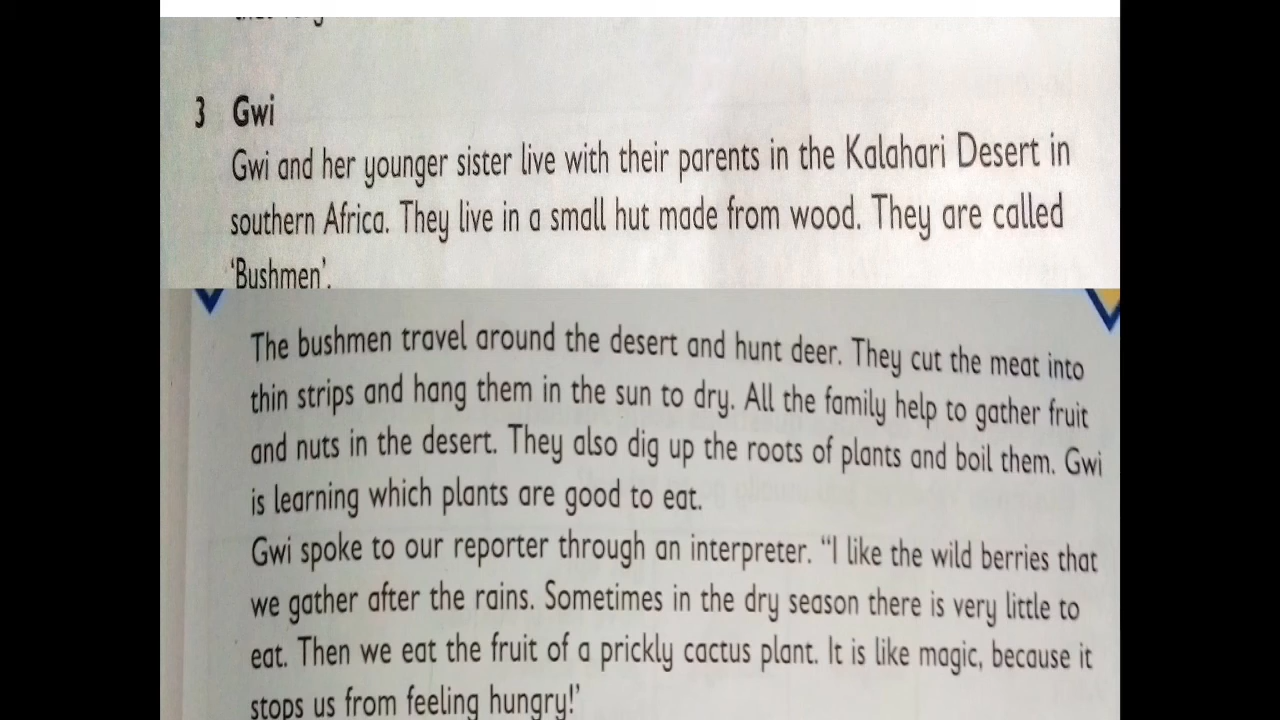 3 Gwi
Gwi and her younger sister live with their parents in the Kalahari Desert in
southern Africa. They live in a small hut made from wood. They are called
‘Bushmen’.
The bushmen travel around the desert and hunt deer. They cut the meat into
thin strips and hang them in the sun to dry. All the family help to gather fruit
and nuts in the desert. They also dig up the roots of plants and boil them. Gwi
is learning which plants are good to eat.
Gwi spoke to our reporter through an interpreter. “I like the wild berries that
we gather after the rains. Sometimes in the dry season there is very little to
eat. Then we eat the fruit of a prickly cactus plant. It is like magic, because it
stops us from feeling hungry!’